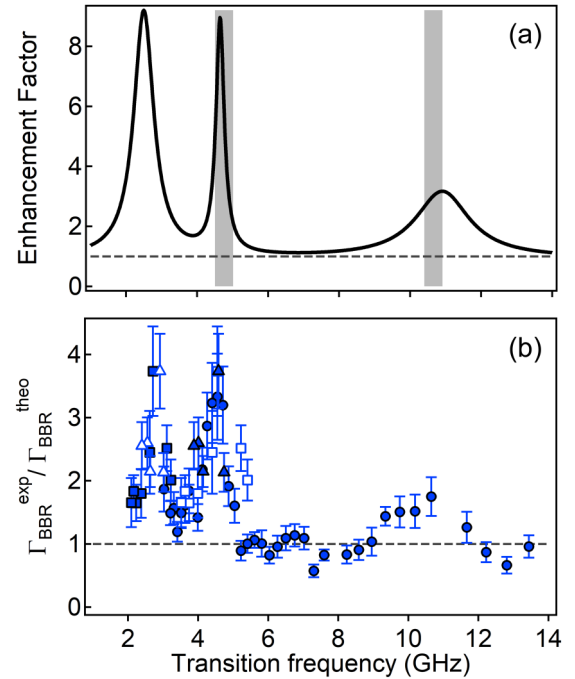 (a)
Enhancement Factor
8
6
4
2
0
(b)
Γ_BBR^exp / Γ_BBR^theo
4
3
2
1
0
2 4 6 8 10 12 14
Transition frequency (GHz)